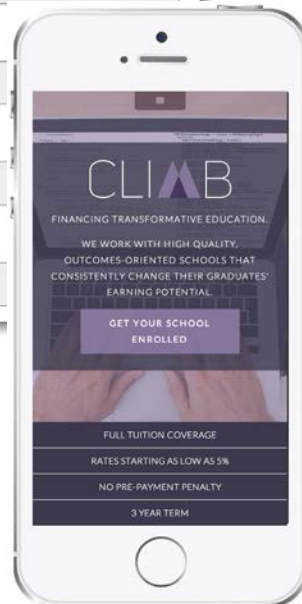 CLIMB
FINANCING TRANSFORMATIVE EDUCATION.
WE WORK WITH HIGH QUALITY,
OUTCOMES-ORIENTED SCHOOLS THAT
CONSISTENTLY CHANGE THEIR GRADUATES'
EARNING POTENTIAL.
GET YOUR SCHOOL
ENROLLED
FULL TUITION COVERAGE
RATES STARTING AS LOW AS 5%
NO PRE-PAYMENT PENALTY
3 YEAR TERM